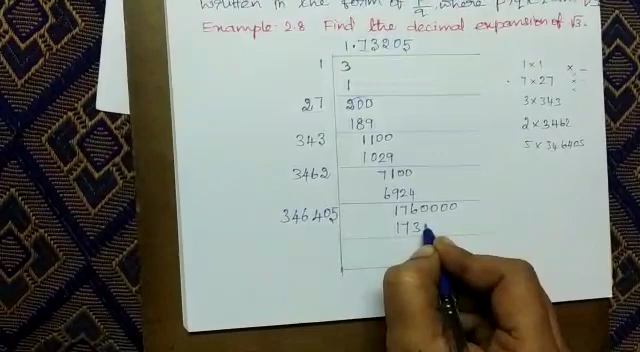 written in the form of p/q, where p, q
Example 2.8 Find the decimal expansion of √3.
1.73205
1 3 1×1
1 7×27
27 200 3×343
189 2×3462
343 1100 5×346405
1029
3462 7100
6924
346405 1760000
173